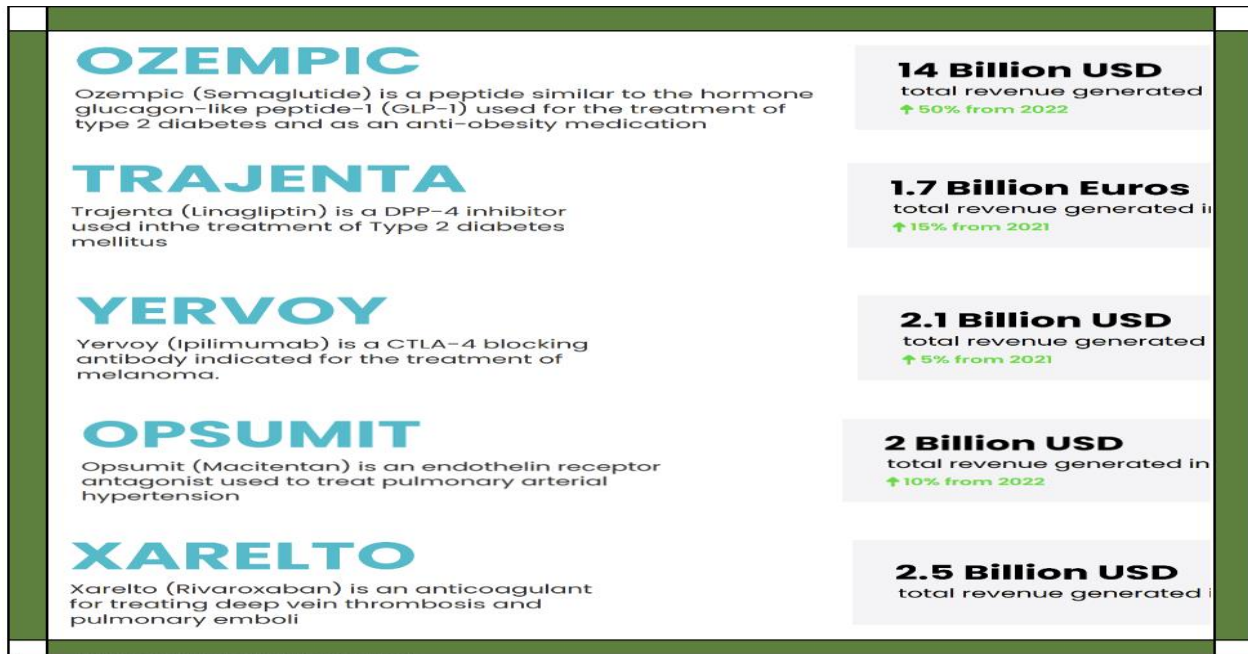 OZEMPIC
Ozempic (Semaglutide) is a peptide similar to the hormone
glucagon-like peptide-1 (GLP-1) used for the treatment of
type 2 diabetes and as an anti-obesity medication
14 Billion USD
total revenue generated
↑ 50% from 2022
TRAJENTA
Trajenta (Linagliptin) is a DPP-4 inhibitor
used inthe treatment of Type 2 diabetes
mellitus
1.7 Billion Euros
total revenue generated
↑ 15% from 2021
YERVOY
Yervoy (Ipilimumab) is a CTLA-4 blocking
antibody indicated for the treatment of
melanoma.
2.1 Billion USD
total revenue generated
↑ 5% from 2021
OPSUMIT
Opsumit (Macitentan) is an endothelin receptor
antagonist used to treat pulmonary arterial
hypertension
2 Billion USD
total revenue generated in
↑ 10% from 2022
XARELTO
Xarelto (Rivaroxaban) is an anticoagulant
for treating deep vein thrombosis and
pulmonary emboli
2.5 Billion USD
total revenue generated